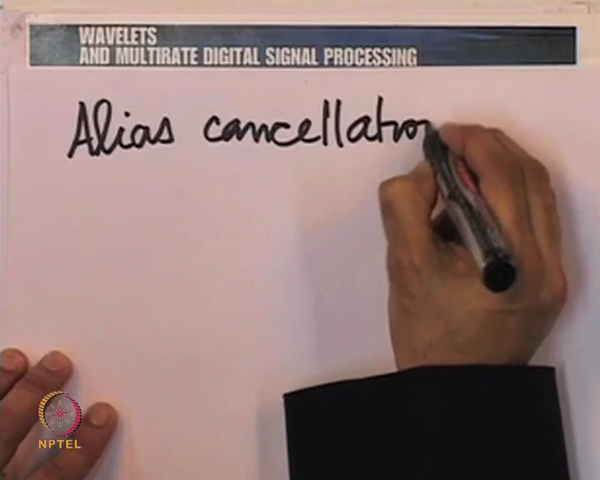 WAVELETS
AND MULTIRATE DIGITAL SIGNAL PROCESSING
Alias cancellatio
NPTEL